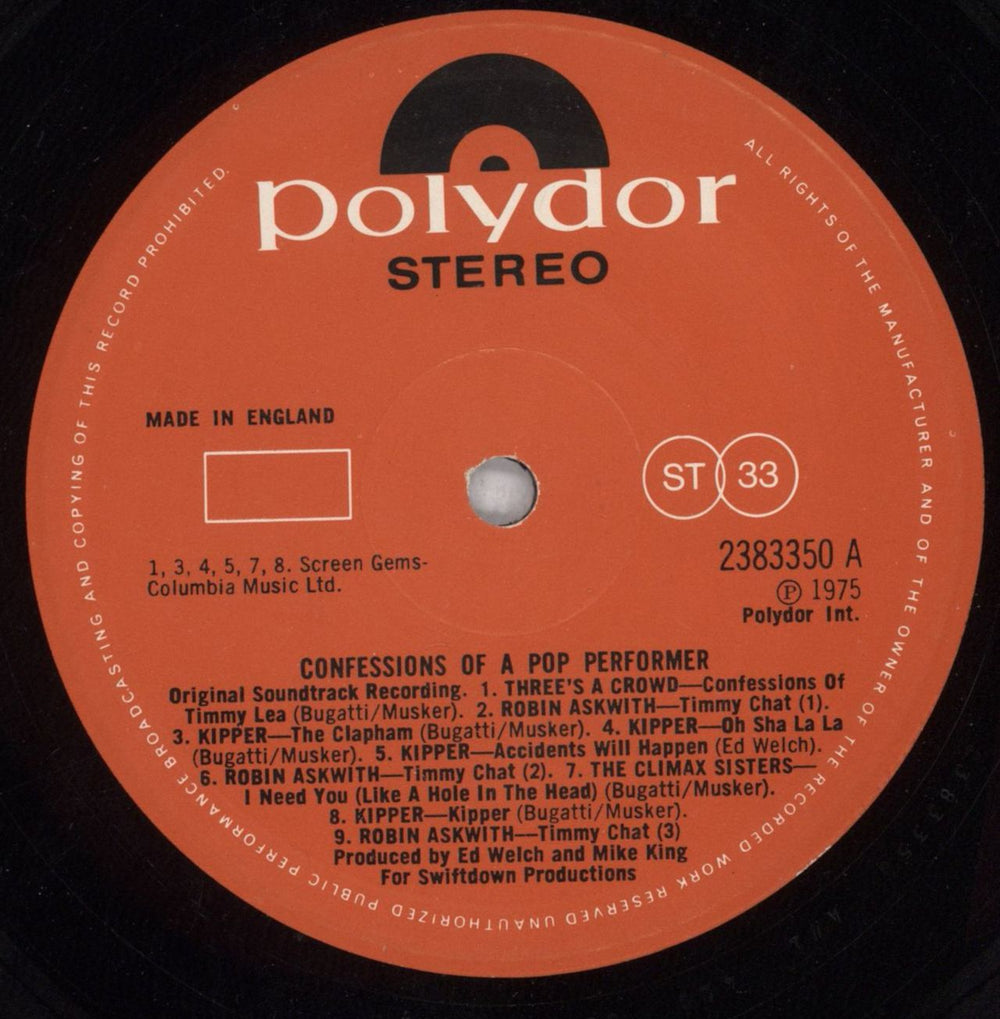 polydor
STEREO
MADE IN ENGLAND
ST 33
1, 3, 4, 5, 7, 8. Screen Gems-
Columbia Music Ltd.
2383350 A
Ⓟ 1975
Polydor Int.
CONFESSIONS OF A POP PERFORMER
Original Soundtrack Recording. 1. THREE'S A CROWD—Confessions Of
Timmy Lea (Bugatti/Musker). 2. ROBIN ASKWITH—Timmy Chat (1).
3. KIPPER—The Clapham (Bugatti/Musker). 4. KIPPER—Oh Sha La La
(Bugatti/Musker). 5. KIPPER—Accidents Will Happen (Ed Welch).
6. ROBIN ASKWITH—Timmy Chat (2). 7. THE CLIMAX SISTERS—
I Need You (Like A Hole In The Head) (Bugatti/Musker).
8. KIPPER—Kipper (Bugatti/Musker).
9. ROBIN ASKWITH—Timmy Chat (3)
Produced by Ed Welch and Mike King
For Swiftdown Productions
ALL RIGHTS OF THE MANUFACTURER AND OF THE OWNER OF THE RECORDED WORK RESERVED UNAUTHORIZED PUBLIC PERFORMANCE BROADCASTING AND COPYING OF THIS RECORD PROHIBITED.